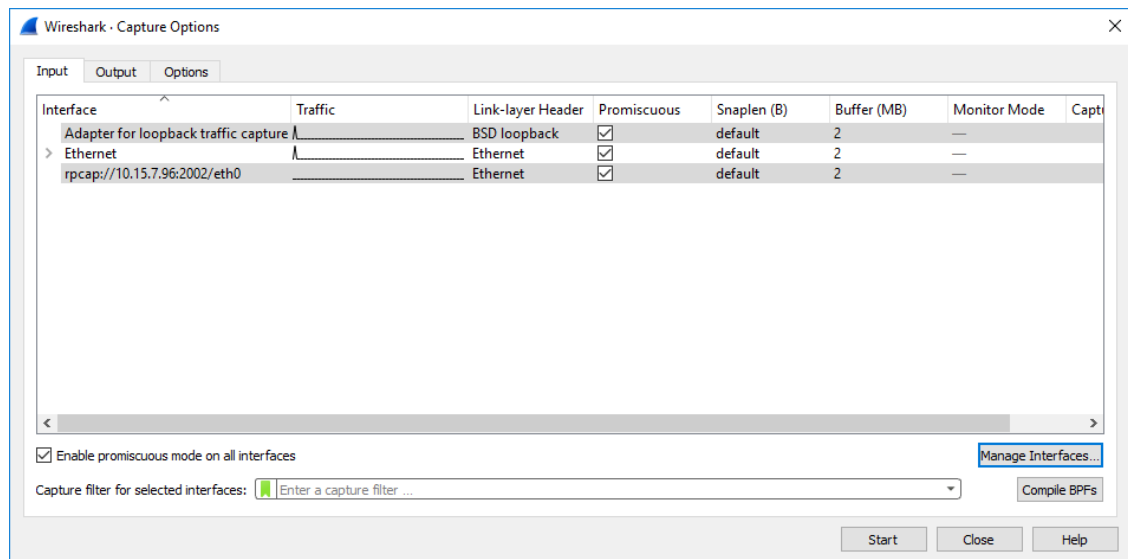 Wireshark · Capture Options
Input Output Options
Interface Traffic Link-layer Header Promiscuous Snaplen (B) Buffer (MB) Monitor Mode Captu
Adapter for loopback traffic capture BSD loopback default 2 —
Ethernet Ethernet default 2 —
rpcap://10.15.7.96:2002/eth0 Ethernet default 2 —
Enable promiscuous mode on all interfaces Manage Interfaces...
Capture filter for selected interfaces: Enter a capture filter ... Compile BPFs
Start Close Help